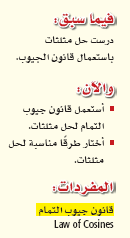 فيما سبق:
درست حل مثلثات
باستعمال قانون الجيوب.
والآن:
أستعمل قانون جيوب
التمام لحل مثلثات.
أختار طرقًا مناسبة لحل
مثلثات.
المفردات:
قانون جيوب التمام
Law of Cosines